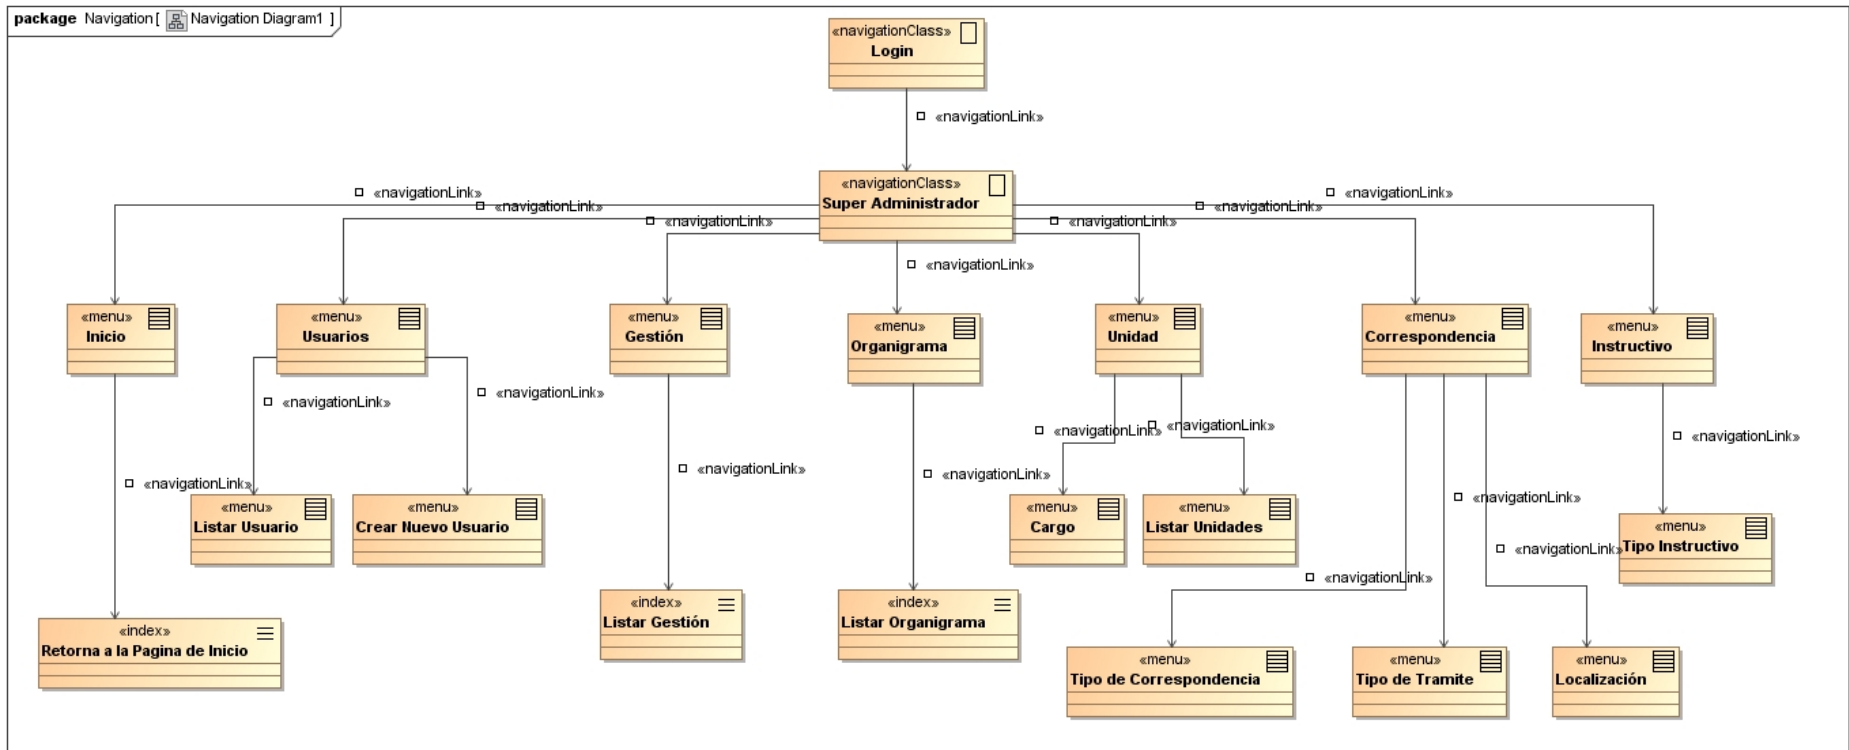 package Navigation [ Navigation Diagram1 ]
«navigationClass»
Login
«navigationLink»
«navigationClass»
Super Administrador
«navigationLink»
«navigationLink»
«navigationLink»
«navigationLink»
«navigationLink»
«navigationLink»
«navigationLink»
«menu»
Inicio
«menu»
Usuarios
«menu»
Gestión
«menu»
Organigrama
«menu»
Unidad
«menu»
Correspondencia
«menu»
Instructivo
«navigationLink»
«navigationLink»
«navigationLink»
«navigationLink»
«navigationLink»
«navigationLink»
«navigationLink»
«navigationLink»
«navigationLink»
«navigationLink»
«navigationLink»
«menu»
Listar Usuario
«menu»
Crear Nuevo Usuario
«menu»
Cargo
«menu»
Listar Unidades
«menu»
Tipo Instructivo
«index»
Retorna a la Pagina de Inicio
«index»
Listar Gestión
«index»
Listar Organigrama
«menu»
Tipo de Correspondencia
«menu»
Tipo de Tramite
«menu»
Localización